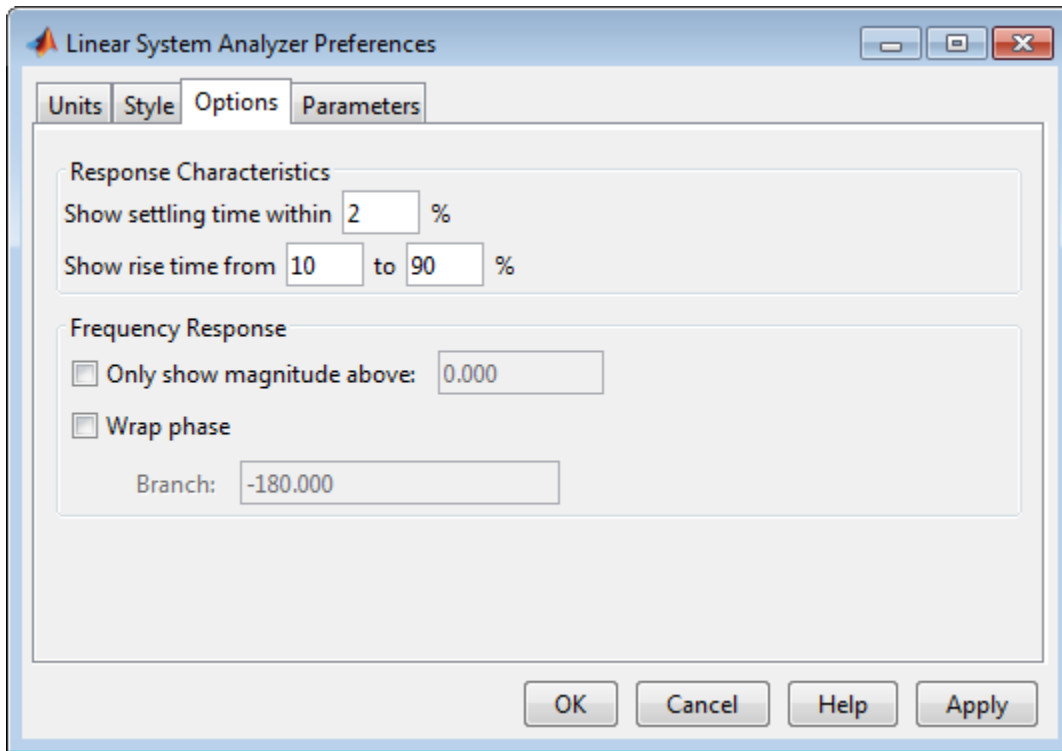 Linear System Analyzer Preferences
Units Style Options Parameters
Response Characteristics
Show settling time within 2 %
Show rise time from 10 to 90 %
Frequency Response
Only show magnitude above: 0.000
Wrap phase
Branch: -180.000
OK Cancel Help Apply